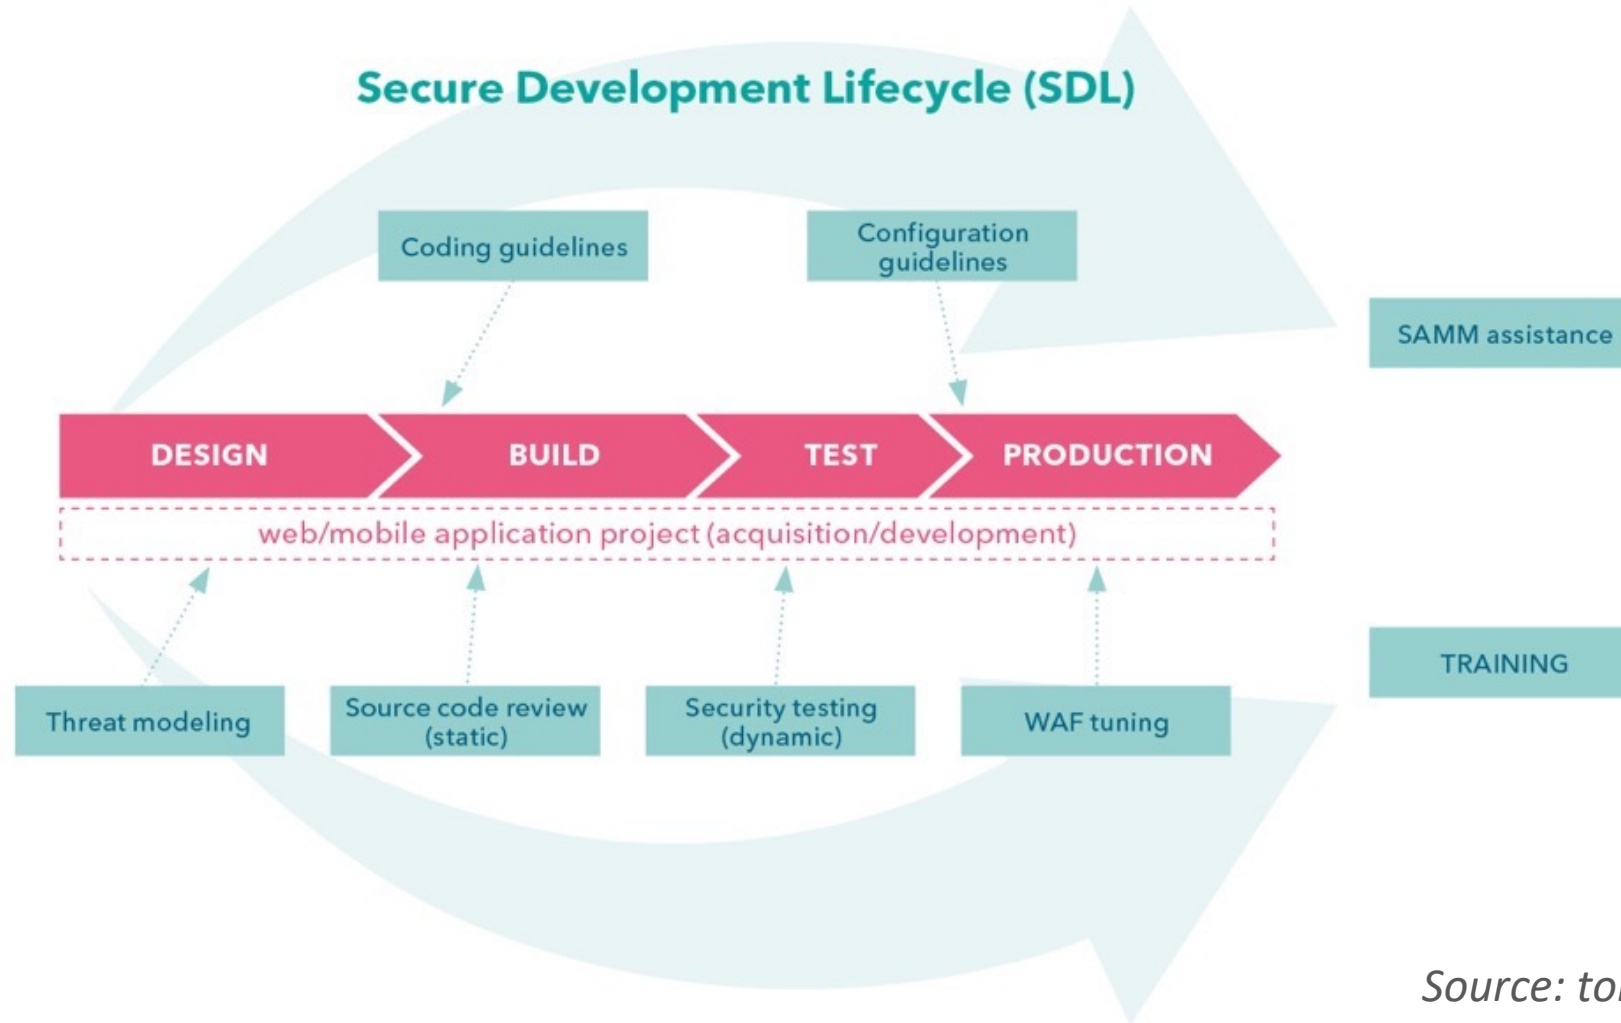 Secure Development Lifecycle (SDL)
Coding guidelines
Configuration
guidelines
SAMM assistance
DESIGN
BUILD
TEST
PRODUCTION
web/mobile application project (acquisition/development)
TRAINING
Threat modeling
Source code review
(static)
Security testing
(dynamic)
WAF tuning
Source: